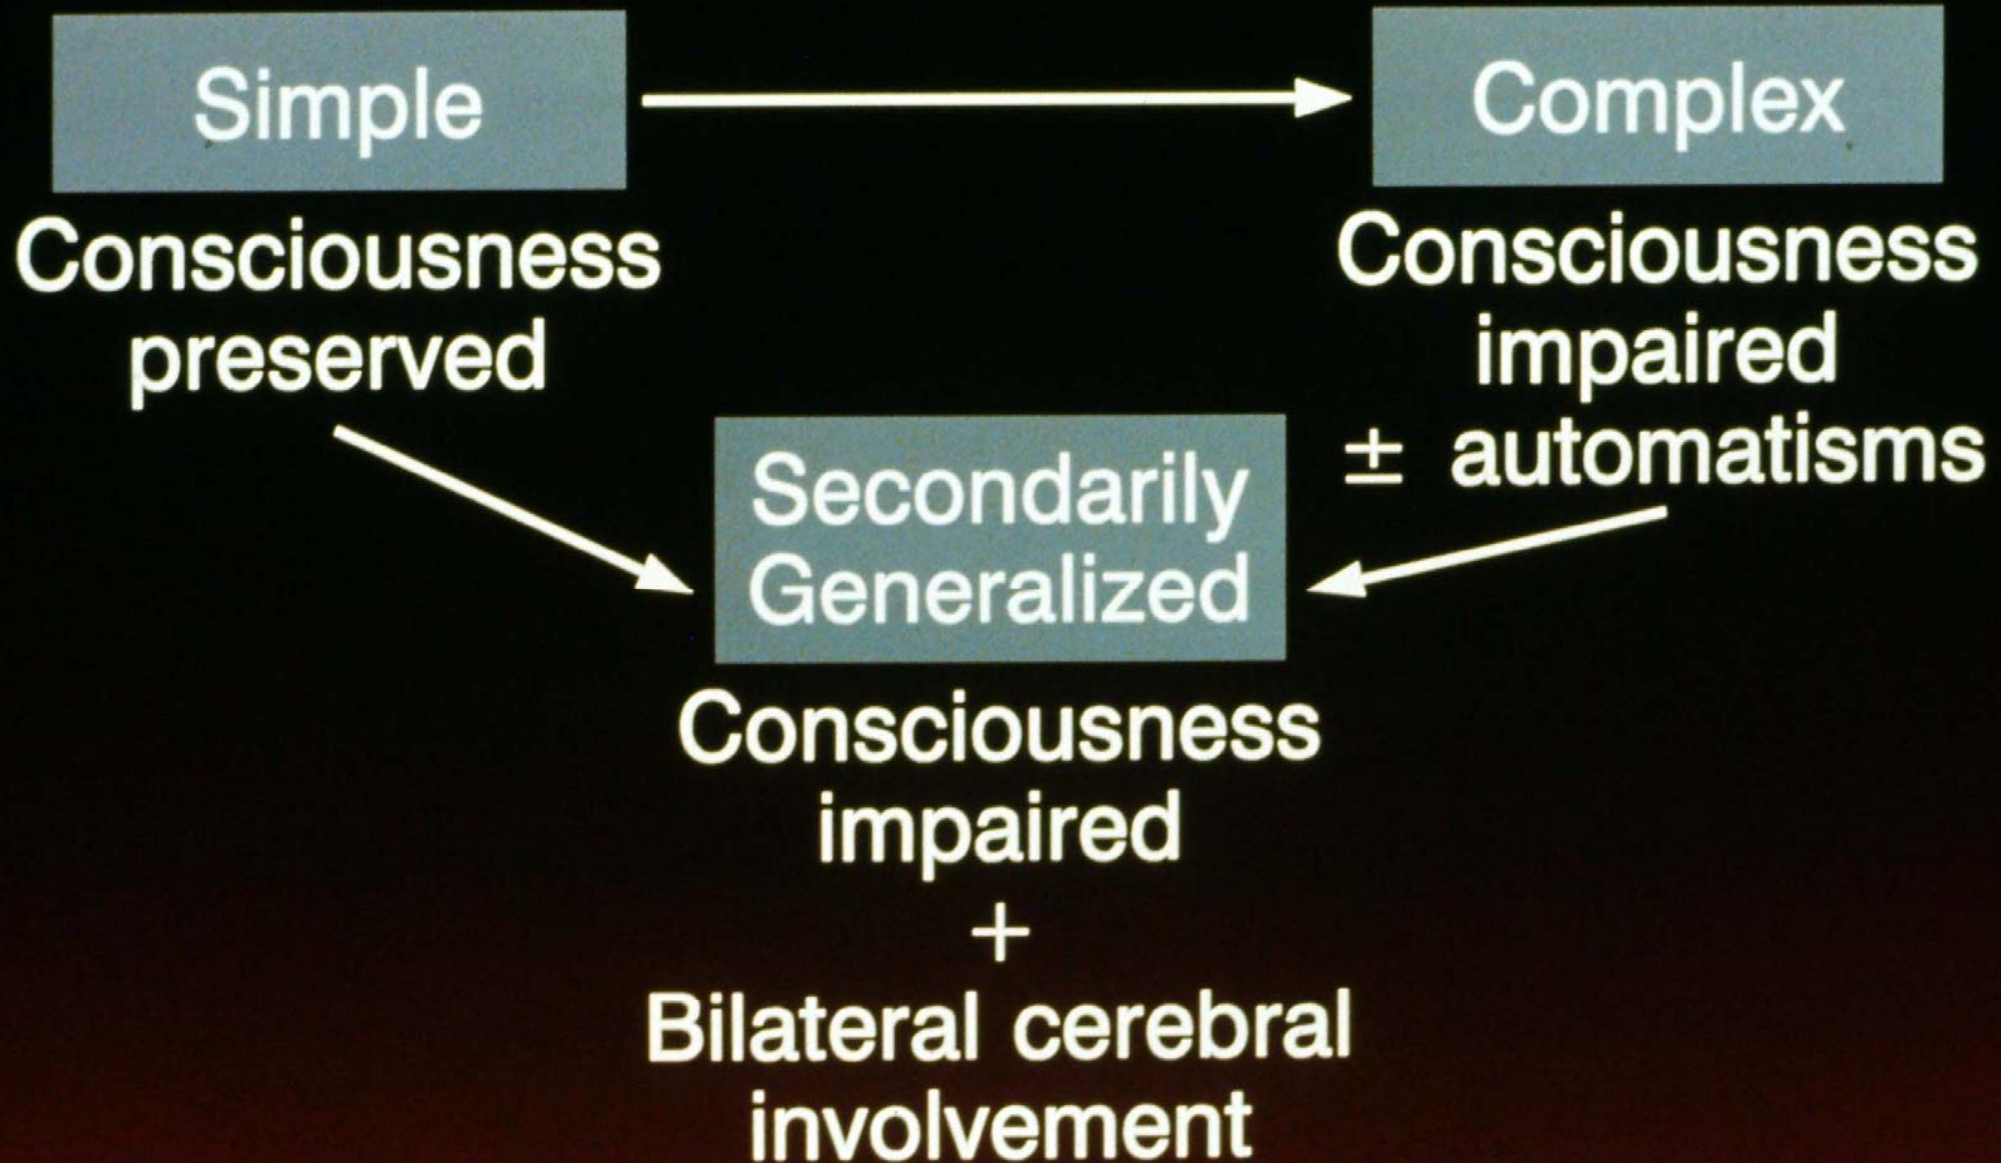 Simple
Consciousness
preserved
Complex
Consciousness
impaired
± automatisms
Secondarily
Generalized
Consciousness
impaired
+
Bilateral cerebral
involvement